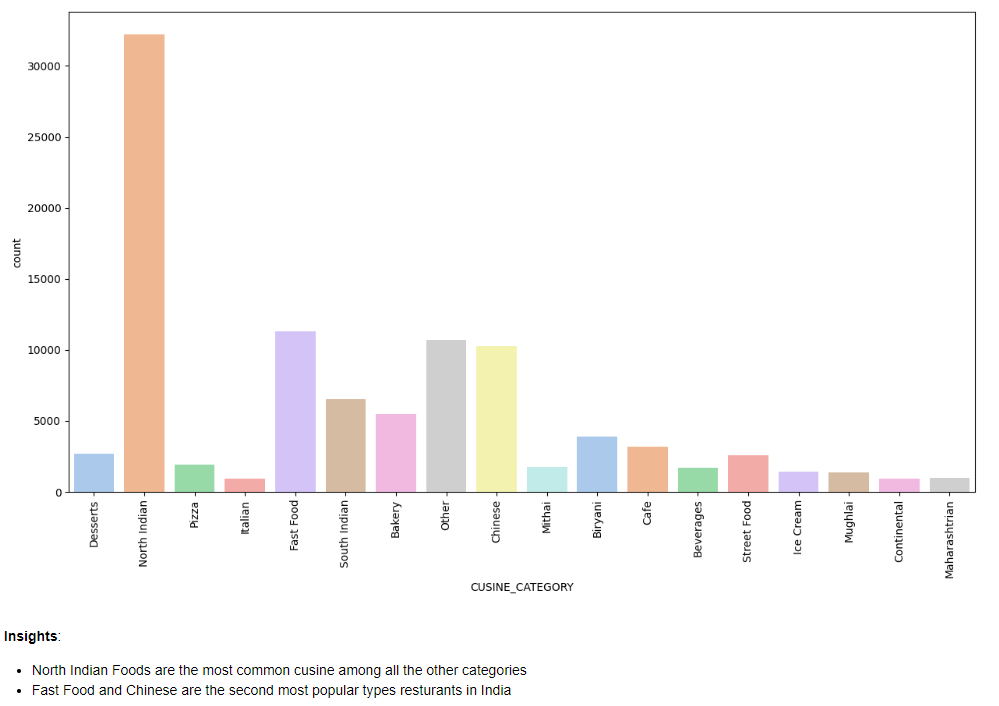 30000
25000
20000
15000
10000
5000
0
count
Desserts
North Indian
Pizza
Italian
Fast Food
South Indian
Bakery
Other
Chinese
Mithai
Biryani
Cafe
Beverages
Street Food
Ice Cream
Mughlai
Continental
Maharashtrian
CUSINE_CATEGORY
Insights:
• North Indian Foods are the most common cusine among all the other categories
• Fast Food and Chinese are the second most popular types resturants in India